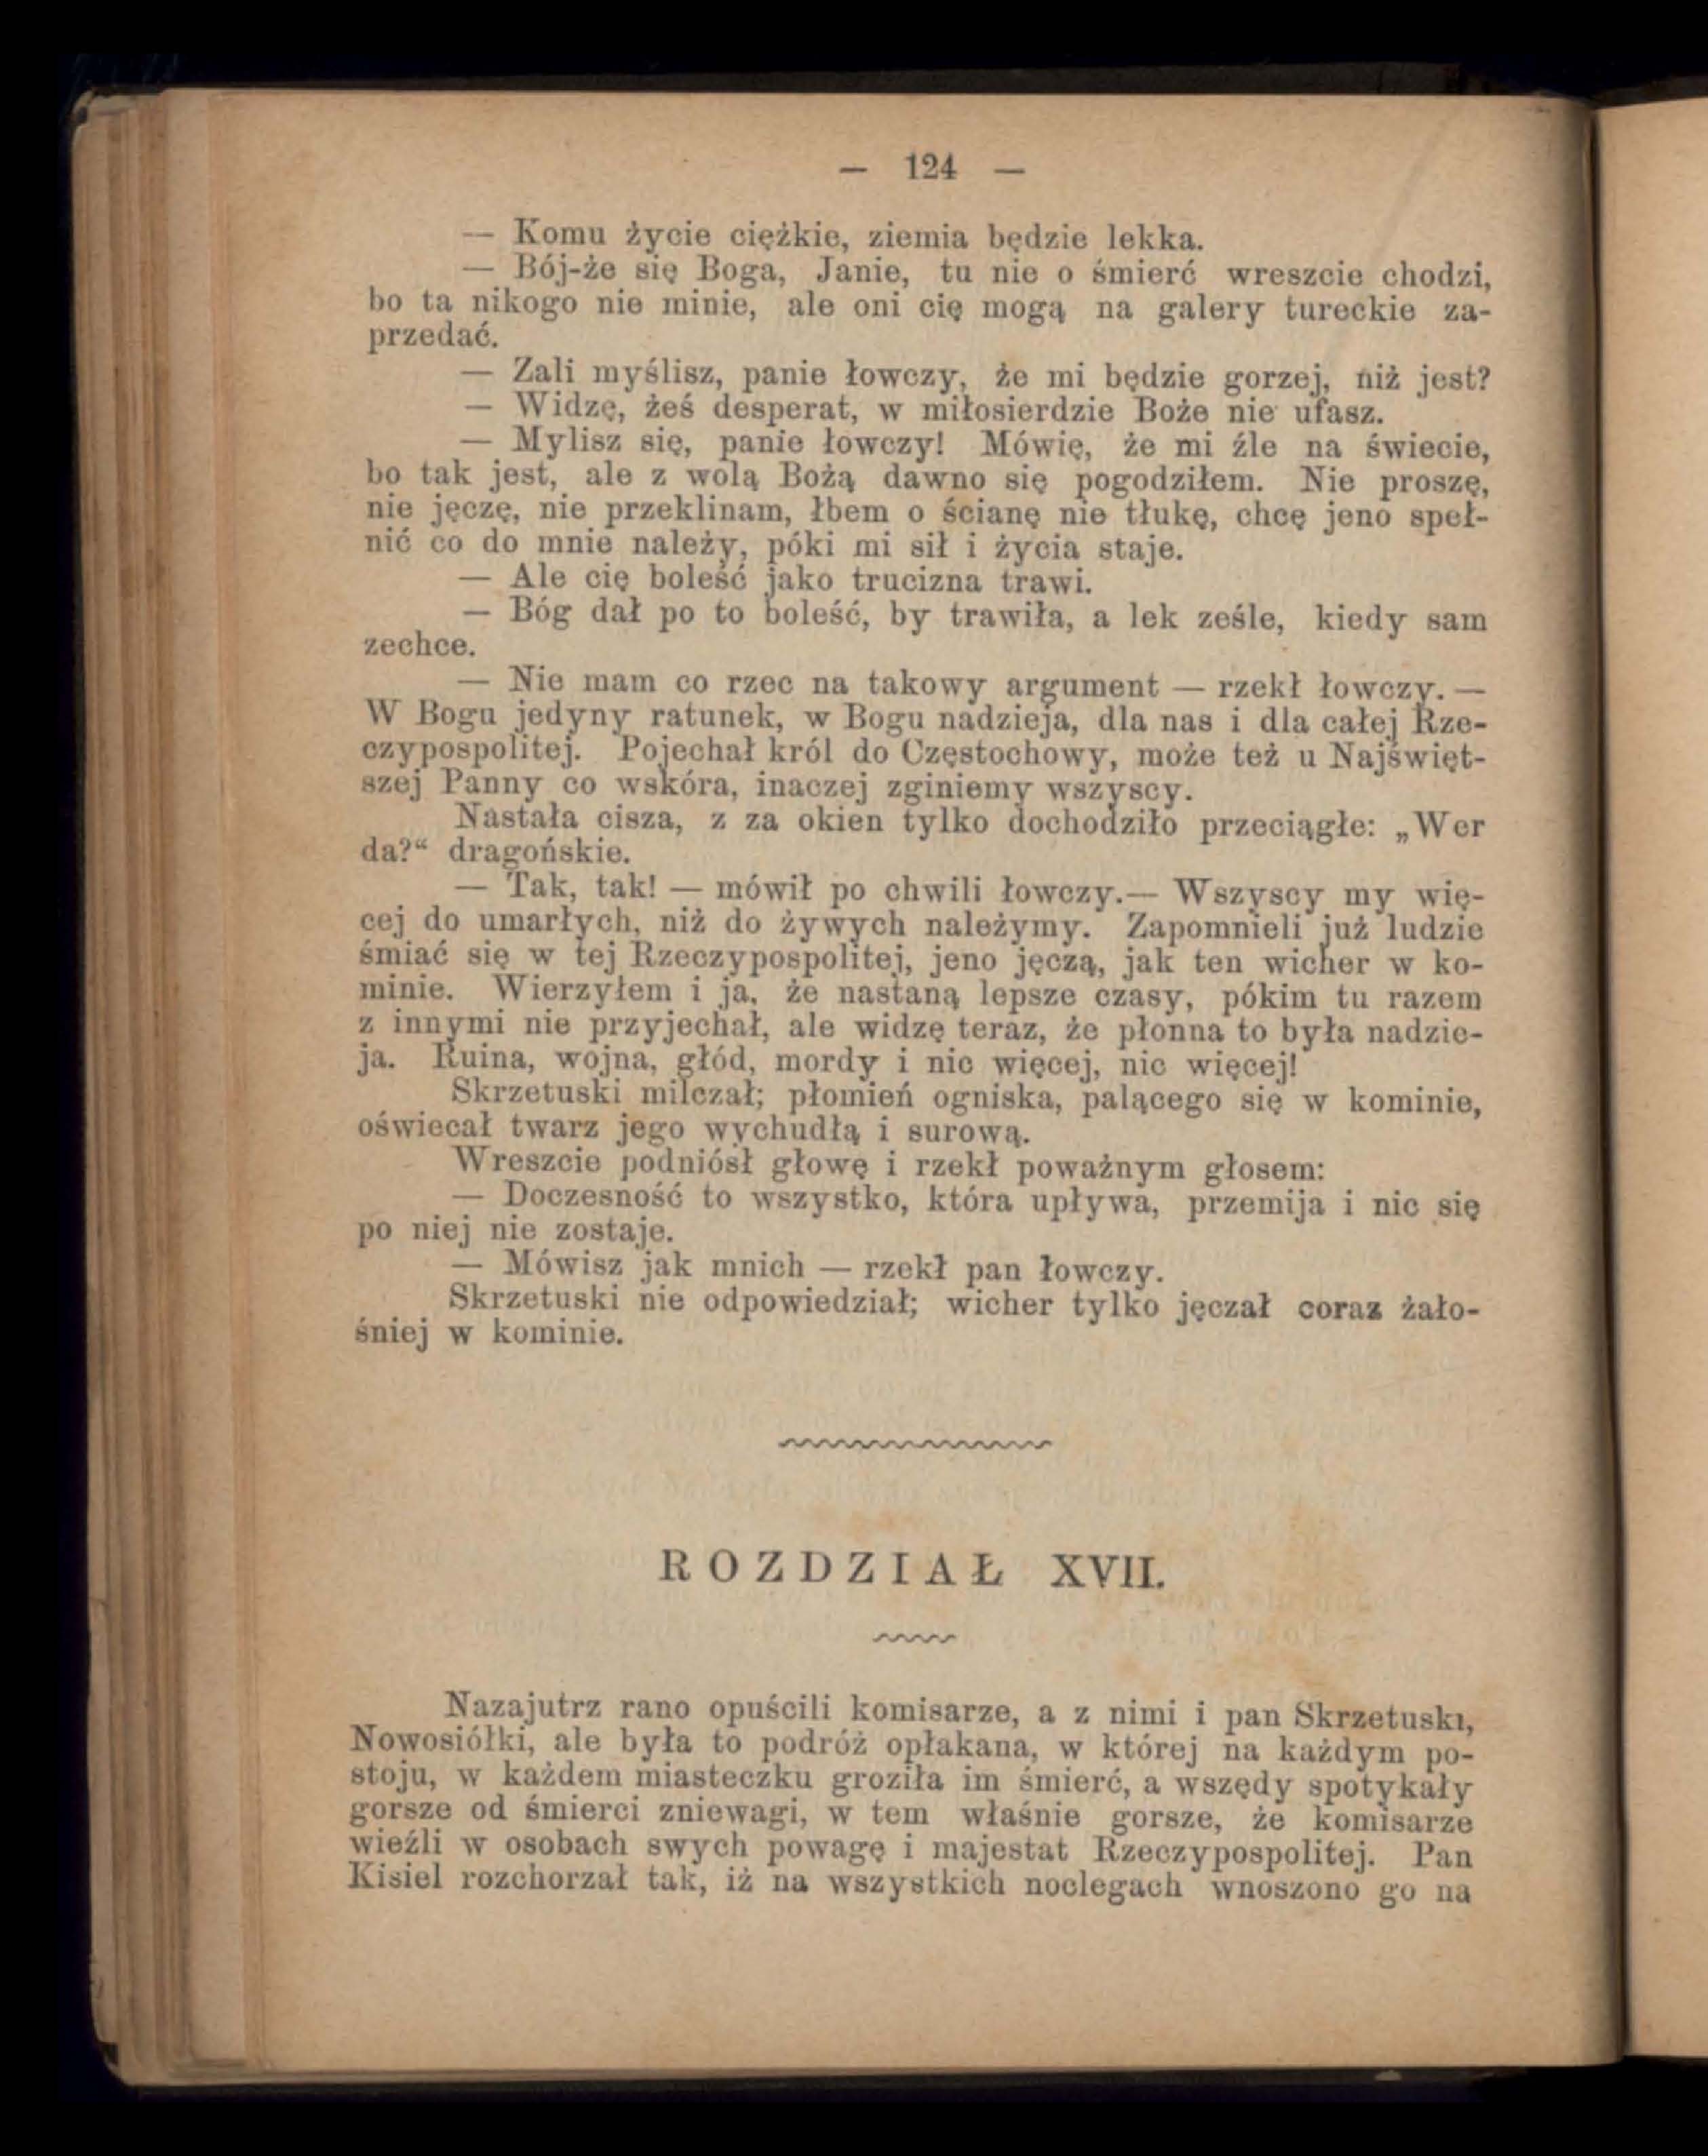 — 124 —
— Komu życie ciężkie, ziemia będzie lekka.
— Bój-że się Boga, Janie, tu nie o śmierć wreszcie chodzi,
bo ta nikogo nie minie, ale oni cię mogą na galery tureckie za-
przedać.
— Zali myślisz, panie łowczy, że mi będzie gorzej, niż jest?
— Widzę, żeś desperat, w miłosierdzie Boże nie ufasz.
— Mylisz się, panie łowczy! Mówię, że mi źle na świecie,
bo tak jest, ale z wolą Bożą dawno się pogodziłem. Nie proszę,
nie jęczę, nie przeklinam, łbem o ścianę nie tłukę, chcę jeno speł-
nić co do mnie należy, póki mi sił i życia staje.
— Ale cię boleść jako trucizna trawi.
— Bóg dał po to boleść, by trawiła, a lek ześle, kiedy sam
zechce.
— Nie mam co rzec na takowy argument — rzekł łowczy. —
W Bogu jedyny ratunek, w Bogu nadzieja, dla nas i dla całej Rze-
czypospolitej. Pojechał król do Częstochowy, może też u Najświęt-
szej Panny co wskóra, inaczej zginiemy wszyscy.
Nastała cisza, z za okien tylko dochodziło przeciągłe: „Wer
da?“ dragońskie.
— Tak, tak! — mówił po chwili łowczy.— Wszyscy my wię-
cej do umarłych, niż do żywych należymy. Zapomnieli już ludzie
śmiać się w tej Rzeczypospolitej, jeno jęczą, jak ten wicher w ko-
minie. Wierzyłem i ja, że nastaną lepsze czasy, pókim tu razem
z innymi nie przyjechał, ale widzę teraz, że płonna to była nadzie-
ja. Ruina, wojna, głód, mordy i nic więcej, nic więcej!
Skrzetuski milczał; płomień ogniska, palącego się w kominie,
oświecał twarz jego wychudłą i surową.
Wreszcie podniósł głowę i rzekł poważnym głosem:
— Doczesność to wszystko, która upływa, przemija i nic się
po niej nie zostaje.
— Mówisz jak mnich — rzekł pan łowczy.
Skrzetuski nie odpowiedział; wicher tylko jęczał coraz żało-
śniej w kominie.
ROZDZIAŁ XVII.
Nazajutrz rano opuścili komisarze, a z nimi i pan Skrzetuski,
Nowosiółki, ale była to podróż opłakana, w której na każdym po-
stoju, w każdem miasteczku groziła im śmierć, a wszędy spotykały
gorsze od śmierci zniewagi, w tem właśnie gorsze, że komisarze
wieźli w osobach swych powagę i majestat Rzeczypospolitej. Pan
Kisiel rozchorzał tak, iż na wszystkich noclegach wnoszono go na